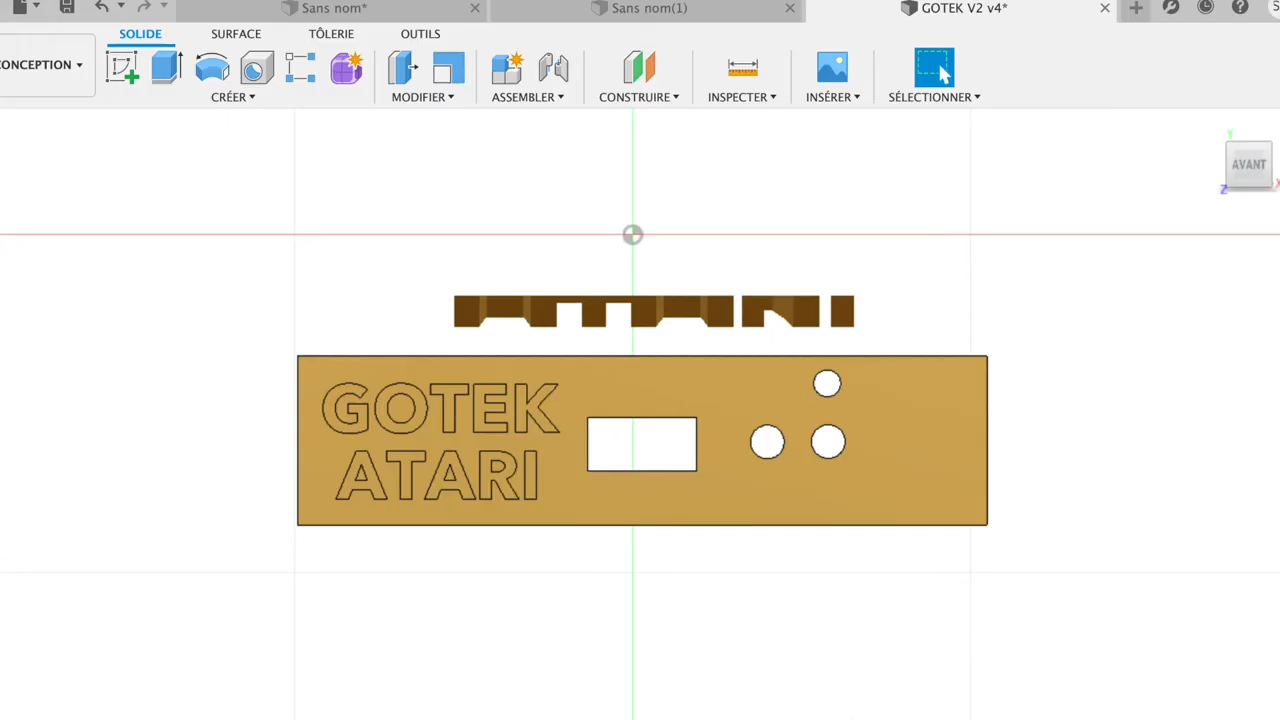 Sans nom*
Sans nom(1)
GOTEK V2 v4*
SOLIDE
SURFACE
TÔLERIE
OUTILS
ONCEPTION
CRÉER
MODIFIER
ASSEMBLER
CONSTRUIRE
INSPECTER
INSÉRER
SÉLECTIONNER
Y
AVANT
Z
X
GOTEK
ATARI